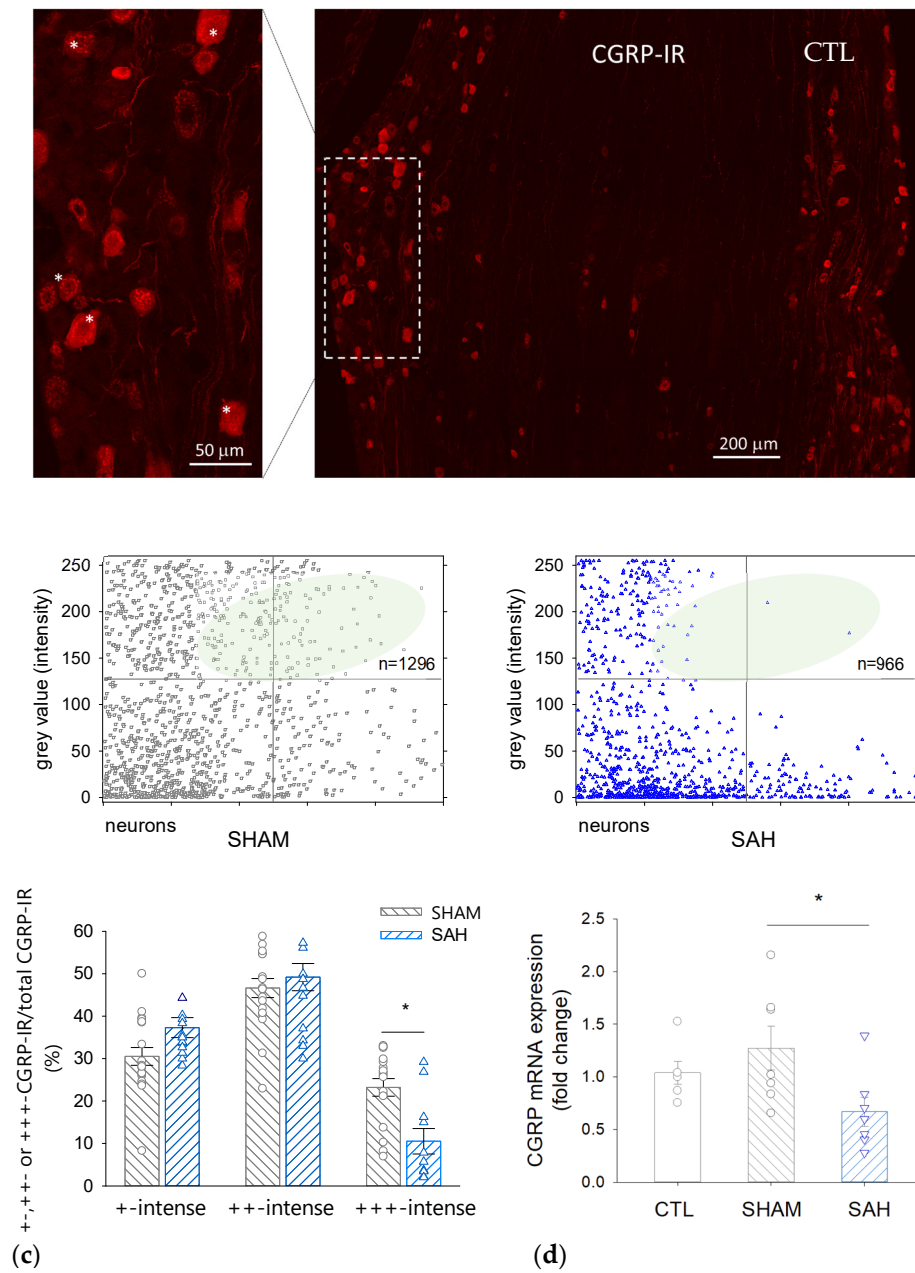 CGRP-IR
CTL
*
*
*
*
*
50 µm
200 µm
grey value (intensity)
250
200
150
100
50
0
n=1296
neurons
SHAM
grey value (intensity)
250
200
150
100
50
0
n=966
neurons
SAH
+-,++- or +++-CGRP-IR/total CGRP-IR
(%)
60
50
40
30
20
10
0
SHAM
SAH
*
+-intense
++-intense
+++-intense
(c)
CGRP mRNA expression
(fold change)
2.5
2.0
1.5
1.0
0.5
0.0
*
CTL
SHAM
SAH
(d)